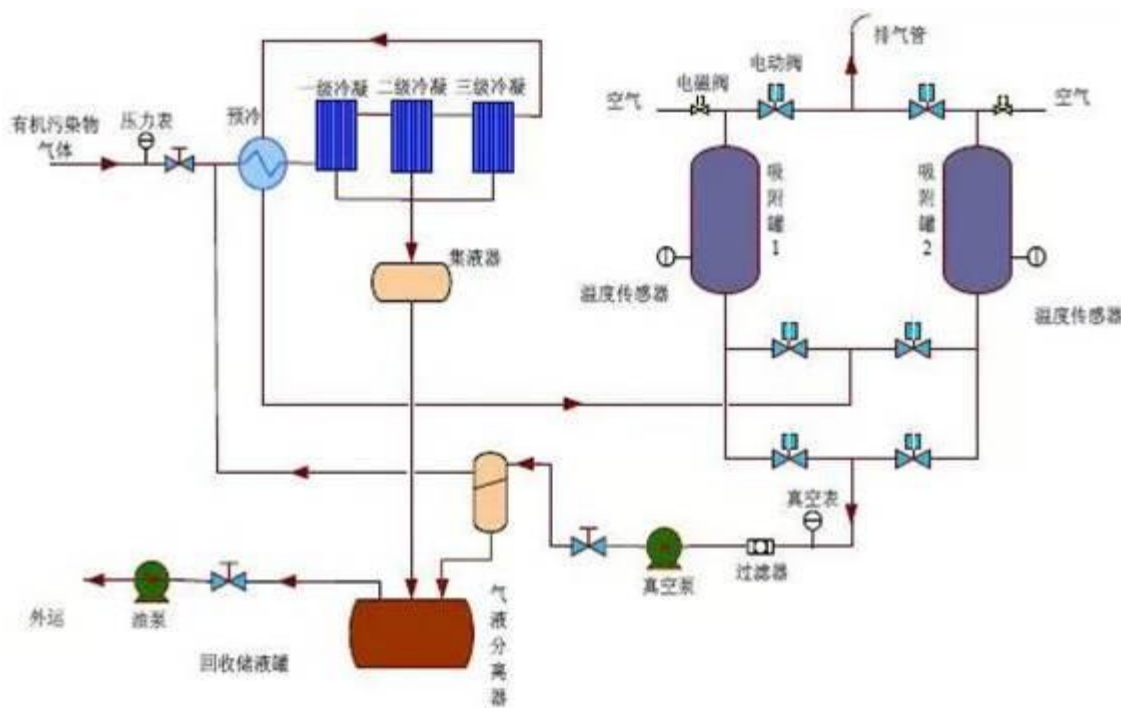 排气管
电动阀
电磁阀
空气
空气
一级冷凝
二级冷凝
三级冷凝
有机污染物
气体
压力表
预冷
吸附罐1
吸附罐2
集液器
温度传感器
温度传感器
真空表
过滤器
真空泵
气液分离器
外运
油泵
回收储液罐